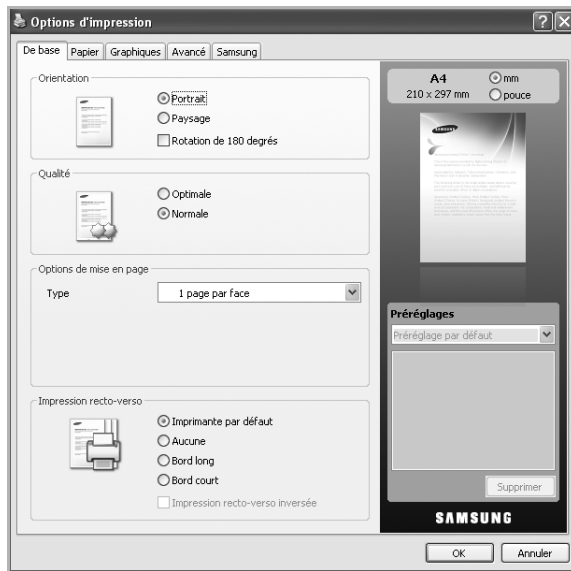 Options d'impression
De base Papier Graphiques Avancé Samsung
Orientation
Portrait
Paysage
Rotation de 180 degrés
Qualité
Optimale
Normale
Options de mise en page
Type 1 page par face
Impression recto-verso
Imprimante par défaut
Aucune
Bord long
Bord court
Impression recto-verso inversée
A4 mm
210 x 297 mm pouce
SAMSUNG
Préréglages
Préréglage par défaut
Supprimer
SAMSUNG
OK Annuler